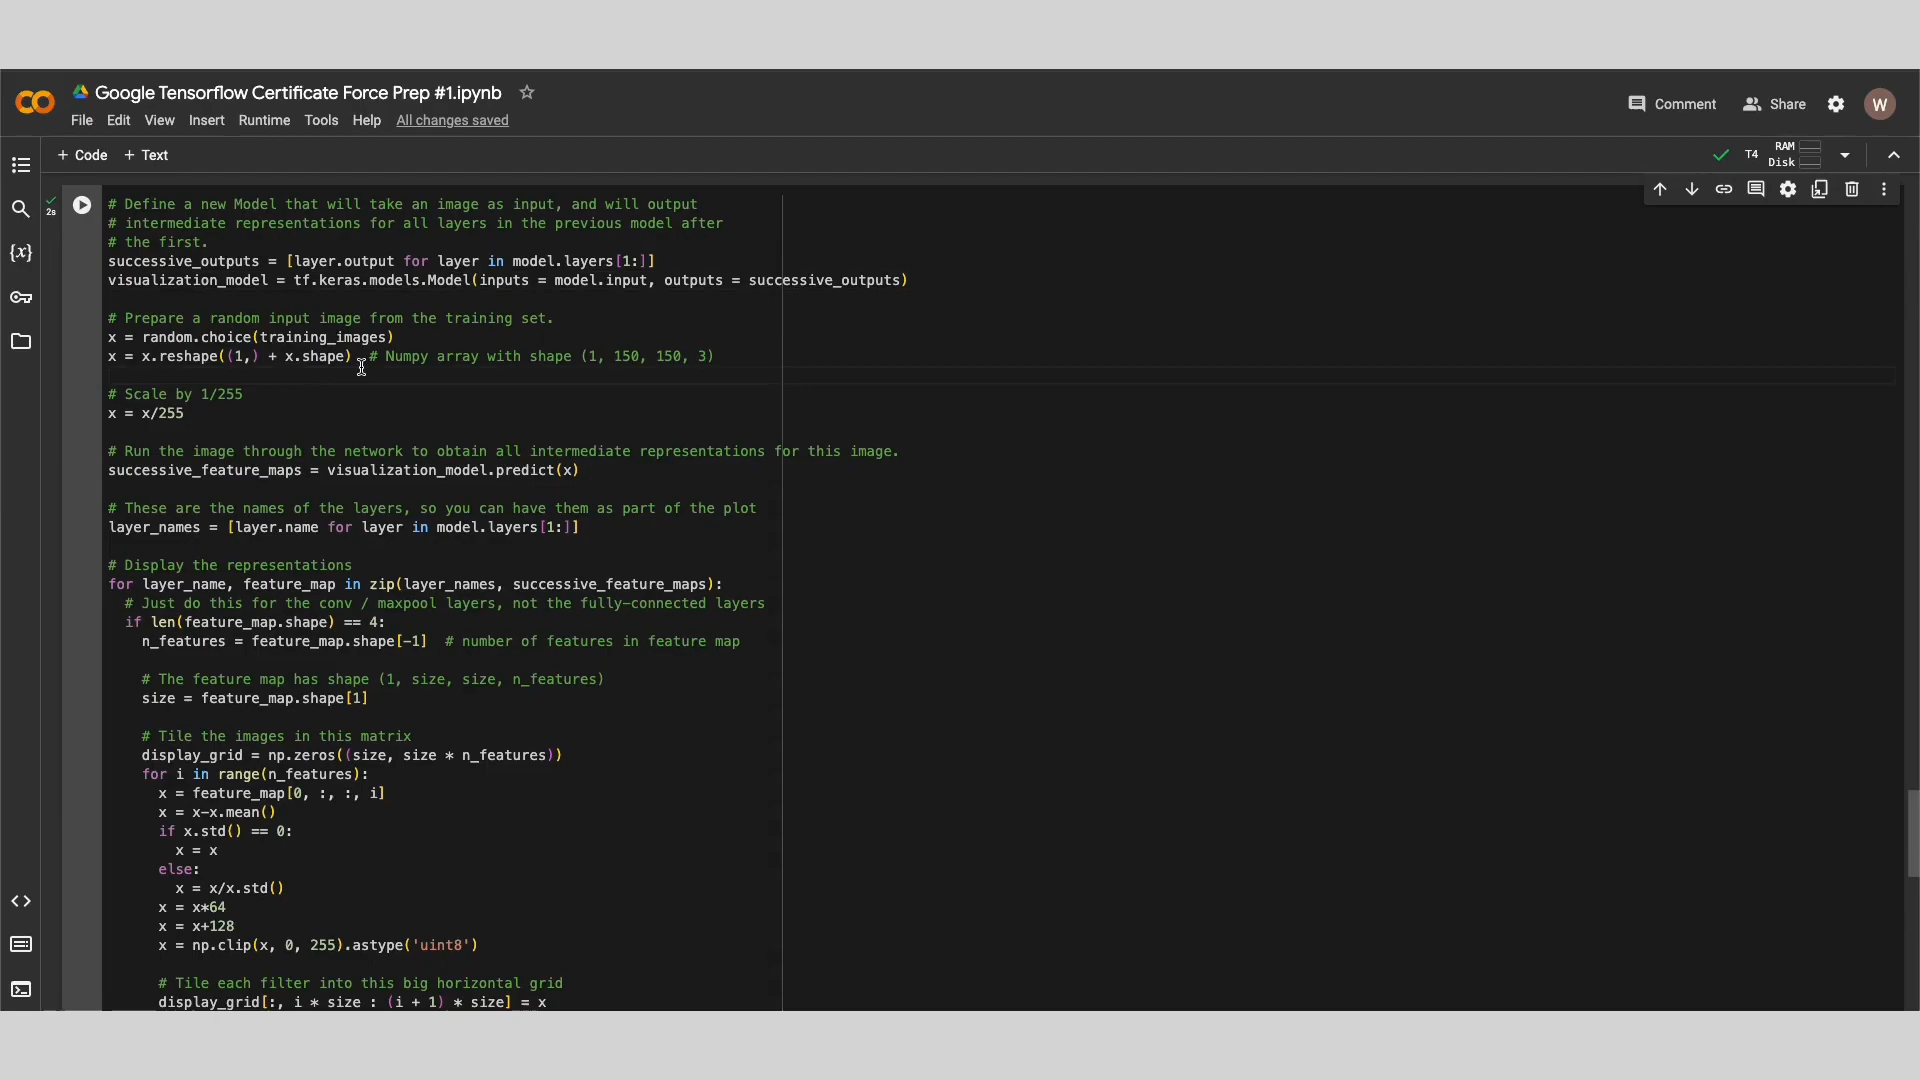 Google Tensorflow Certificate Force Prep #1.ipynb
Comment Share W
File Edit View Insert Runtime Tools Help All changes saved
+ Code + Text
T4 RAM Disk
2s
{x}
# Define a new Model that will take an image as input, and will output
# intermediate representations for all layers in the previous model after
# the first.
successive_outputs = [layer.output for layer in model.layers[1:]]
visualization_model = tf.keras.models.Model(inputs = model.input, outputs = successive_outputs)
# Prepare a random input image from the training set.
x = random.choice(training_images)
x = x.reshape((1,) + x.shape)  # Numpy array with shape (1, 150, 150, 3)
# Scale by 1/255
x = x/255
# Run the image through the network to obtain all intermediate representations for this image.
successive_feature_maps = visualization_model.predict(x)
# These are the names of the layers, so you can have them as part of the plot
layer_names = [layer.name for layer in model.layers[1:]]
# Display the representations
for layer_name, feature_map in zip(layer_names, successive_feature_maps):
  # Just do this for the conv / maxpool layers, not the fully-connected layers
  if len(feature_map.shape) == 4:
    n_features = feature_map.shape[-1]  # number of features in feature map
    # The feature map has shape (1, size, size, n_features)
    size = feature_map.shape[1]
    # Tile the images in this matrix
    display_grid = np.zeros((size, size * n_features))
    for i in range(n_features):
      x = feature_map[0, :, :, i]
      x = x-x.mean()
      if x.std() == 0:
        x = x
      else:
        x = x/x.std()
      x = x*64
      x = x+128
      x = np.clip(x, 0, 255).astype('uint8')
      # Tile each filter into this big horizontal grid
      display_grid[:, i * size : (i + 1) * size] = x